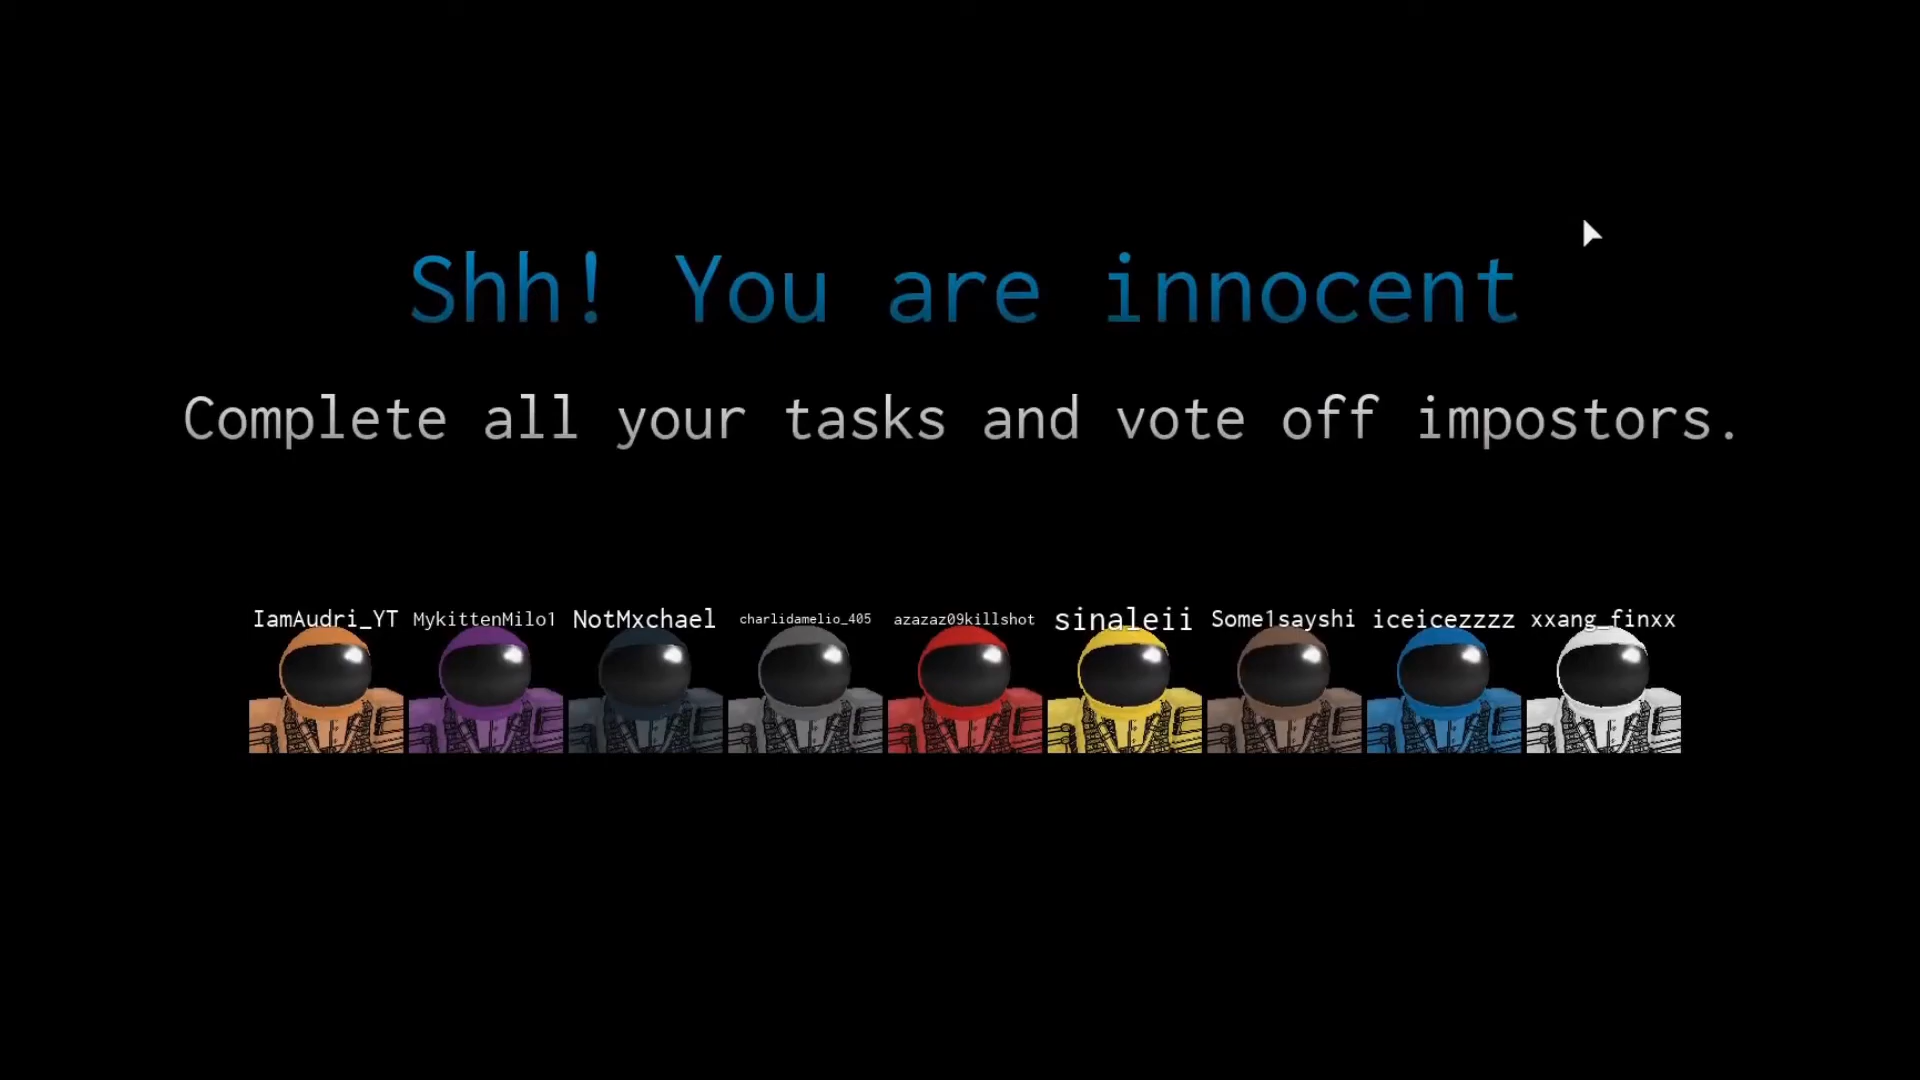 Shh! You are innocent
Complete all your tasks and vote off impostors.
IamAudri_YT MykittenMilo1 NotMxchael charlidamelio_405 azazaz09killshot sinaleii Some1sayshi iceicezzzz xxang_finxx